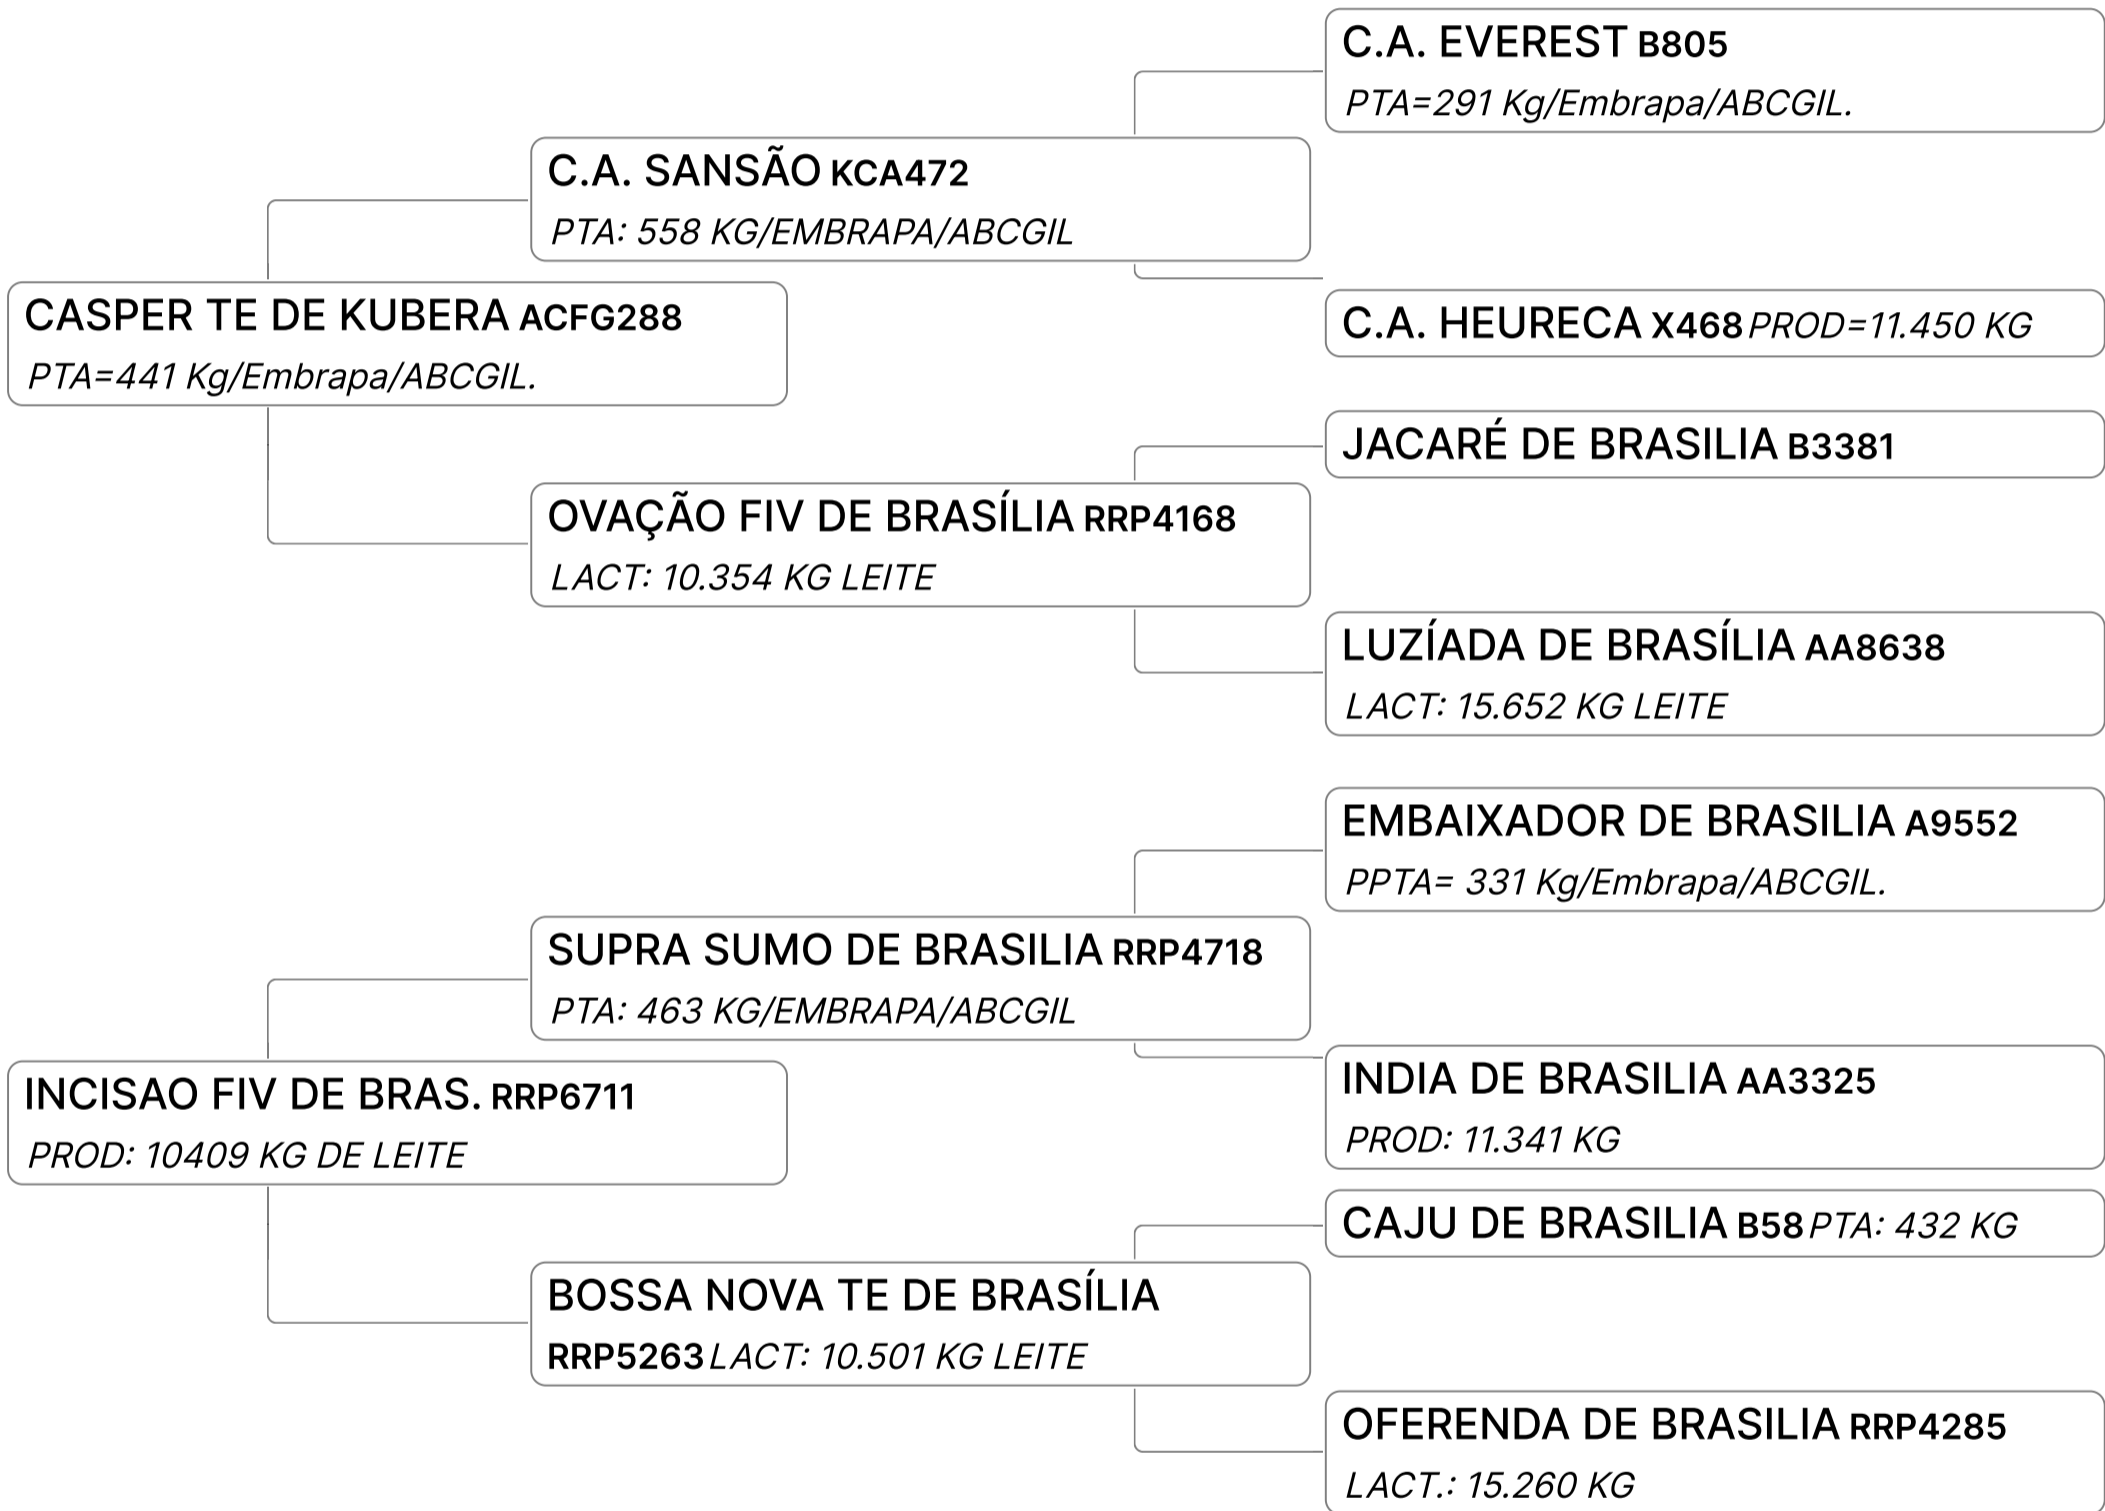 C.A. EVEREST B805
PTA=291 Kg/Embrapa/ABCGIL.
C.A. SANSÃO KCA472
PTA: 558 KG/EMBRAPA/ABCGIL
C.A. HEURECA X468 PROD=11.450 KG
CASPER TE DE KUBERA ACFG288
PTA=441 Kg/Embrapa/ABCGIL.
JACARÉ DE BRASILIA B3381
OVAÇÃO FIV DE BRASÍLIA RRP4168
LACT: 10.354 KG LEITE
LUZÍADA DE BRASÍLIA AA8638
LACT: 15.652 KG LEITE
EMBAIXADOR DE BRASILIA A9552
PPTA= 331 Kg/Embrapa/ABCGIL.
SUPRA SUMO DE BRASILIA RRP4718
PTA: 463 KG/EMBRAPA/ABCGIL
INDIA DE BRASILIA AA3325
PROD: 11.341 KG
INCISAO FIV DE BRAS. RRP6711
PROD: 10409 KG DE LEITE
CAJU DE BRASILIA B58 PTA: 432 KG
BOSSA NOVA TE DE BRASÍLIA
RRP5263 LACT: 10.501 KG LEITE
OFERENDA DE BRASILIA RRP4285
LACT.: 15.260 KG